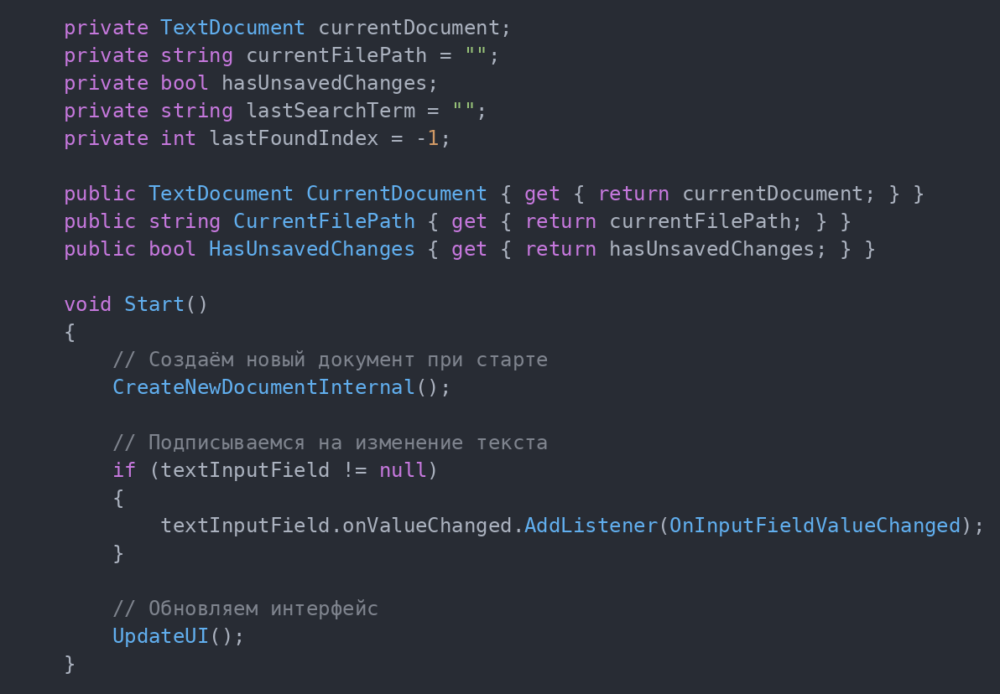 private TextDocument currentDocument;
private string currentFilePath = "";
private bool hasUnsavedChanges;
private string lastSearchTerm = "";
private int lastFoundIndex = -1;

public TextDocument CurrentDocument { get { return currentDocument; } }
public string CurrentFilePath { get { return currentFilePath; } }
public bool HasUnsavedChanges { get { return hasUnsavedChanges; } }

void Start()
{
    // Создаём новый документ при старте
    CreateNewDocumentInternal();

    // Подписываемся на изменение текста
    if (textInputField != null)
    {
        textInputField.onValueChanged.AddListener(OnInputFieldValueChanged);
    }

    // Обновляем интерфейс
    UpdateUI();
}